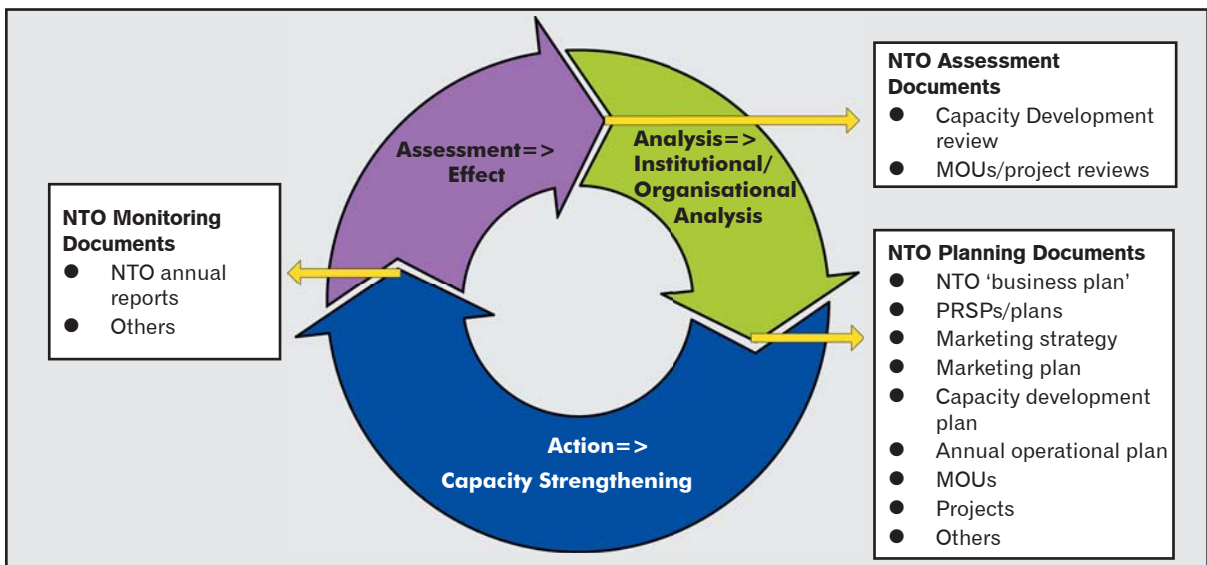 Assessment=>
Effect
Analysis=>
Institutional/
Organisational
Analysis
Action=>
Capacity Strengthening
NTO Monitoring
Documents
● NTO annual
reports
● Others
NTO Assessment
Documents
● Capacity Development
review
● MOUs/project reviews
NTO Planning Documents
● NTO ‘business plan’
● PRSPs/plans
● Marketing strategy
● Marketing plan
● Capacity development
plan
● Annual operational plan
● MOUs
● Projects
● Others